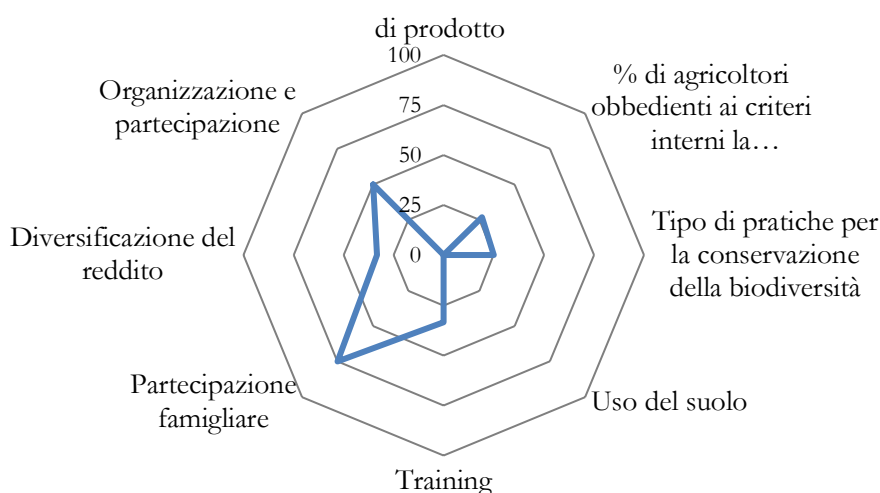 di prodotto
100
75
50
25
0
% di agricoltori
obbedienti ai criteri
interni la…
Tipo di pratiche per
la conservazione
della biodiversità
Uso del suolo
Training
Partecipazione
famigliare
Diversificazione del
reddito
Organizzazione e
partecipazione